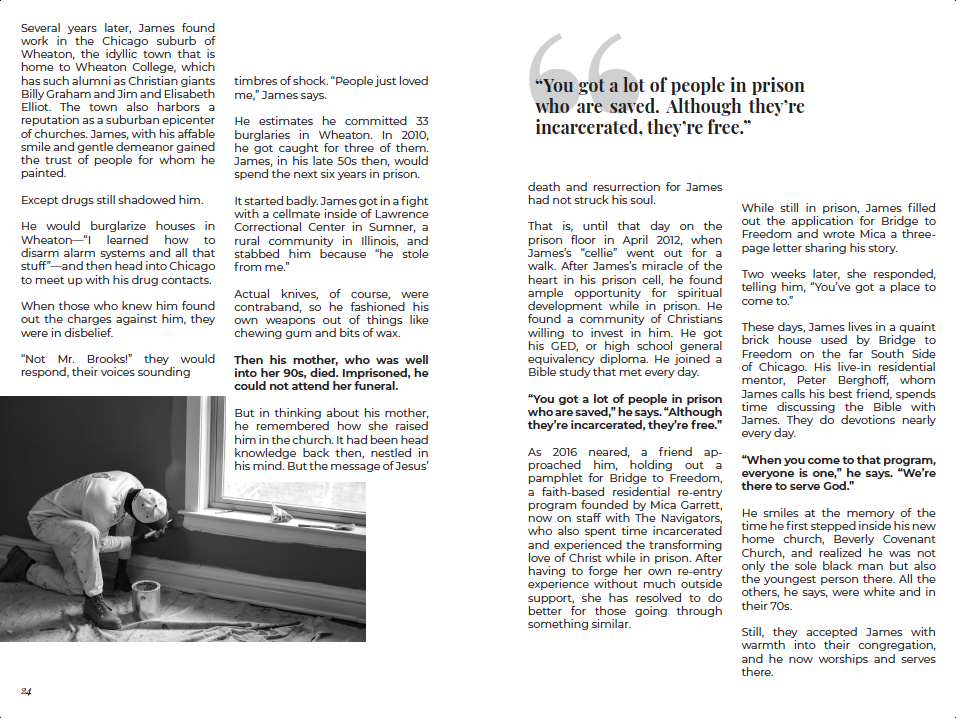 Several years later, James found
work in the Chicago suburb of
Wheaton, the idyllic town that is
home to Wheaton College, which
has such alumni as Christian giants
Billy Graham and Jim and Elisabeth
Elliot. The town also harbors a
reputation as a suburban epicenter
of churches. James, with his affable
smile and gentle demeanor gained
the trust of people for whom he
painted.
Except drugs still shadowed him.
He would burglarize houses in
Wheaton—“I learned how to
disarm alarm systems and all that
stuff”—and then head into Chicago
to meet up with his drug contacts.
When those who knew him found
out the charges against him, they
were in disbelief.
“Not Mr. Brooks!” they would
respond, their voices sounding
timbres of shock. “People just loved
me,” James says.
He estimates he committed 33
burglaries in Wheaton. In 2010,
he got caught for three of them.
James, in his late 50s then, would
spend the next six years in prison.
It started badly. James got in a fight
with a cellmate inside of Lawrence
Correctional Center in Sumner, a
rural community in Illinois, and
stabbed him because “he stole
from me.”
Actual knives, of course, were
contraband, so he fashioned his
own weapons out of things like
chewing gum and bits of wax.
Then his mother, who was well
into her 90s, died. Imprisoned, he
could not attend her funeral.
But in thinking about his mother,
he remembered how she raised
him in the church. It had been head
knowledge back then, nestled in
his mind. But the message of Jesus’
24
“You got a lot of people in prison
who are saved. Although they’re
incarcerated, they’re free.”
death and resurrection for James
had not struck his soul.
That is, until that day on the
prison floor in April 2012, when
James’s “cellie” went out for a
walk. After James’s miracle of the
heart in his prison cell, he found
ample opportunity for spiritual
development while in prison. He
found a community of Christians
willing to invest in him. He got
his GED, or high school general
equivalency diploma. He joined a
Bible study that met every day.
“You got a lot of people in prison
who are saved,” he says. “Although
they’re incarcerated, they’re free.”
As 2016 neared, a friend ap-
proached him, holding out a
pamphlet for Bridge to Freedom,
a faith-based residential re-entry
program founded by Mica Garrett,
now on staff with The Navigators,
who also spent time incarcerated
and experienced the transforming
love of Christ while in prison. After
having to forge her own re-entry
experience without much outside
support, she has resolved to do
better for those going through
something similar.
While still in prison, James filled
out the application for Bridge to
Freedom and wrote Mica a three-
page letter sharing his story.
Two weeks later, she responded,
telling him, “You’ve got a place to
come to.”
These days, James lives in a quaint
brick house used by Bridge to
Freedom on the far South Side
of Chicago. His live-in residential
mentor, Peter Berghoff, whom
James calls his best friend, spends
time discussing the Bible with
James. They do devotions nearly
every day.
“When you come to that program,
everyone is one,” he says. “We’re
there to serve God.”
He smiles at the memory of the
time he first stepped inside his new
home church, Beverly Covenant
Church, and realized he was not
only the sole black man but also
the youngest person there. All the
others, he says, were white and in
their 70s.
Still, they accepted James with
warmth into their congregation,
and he now worships and serves
there.